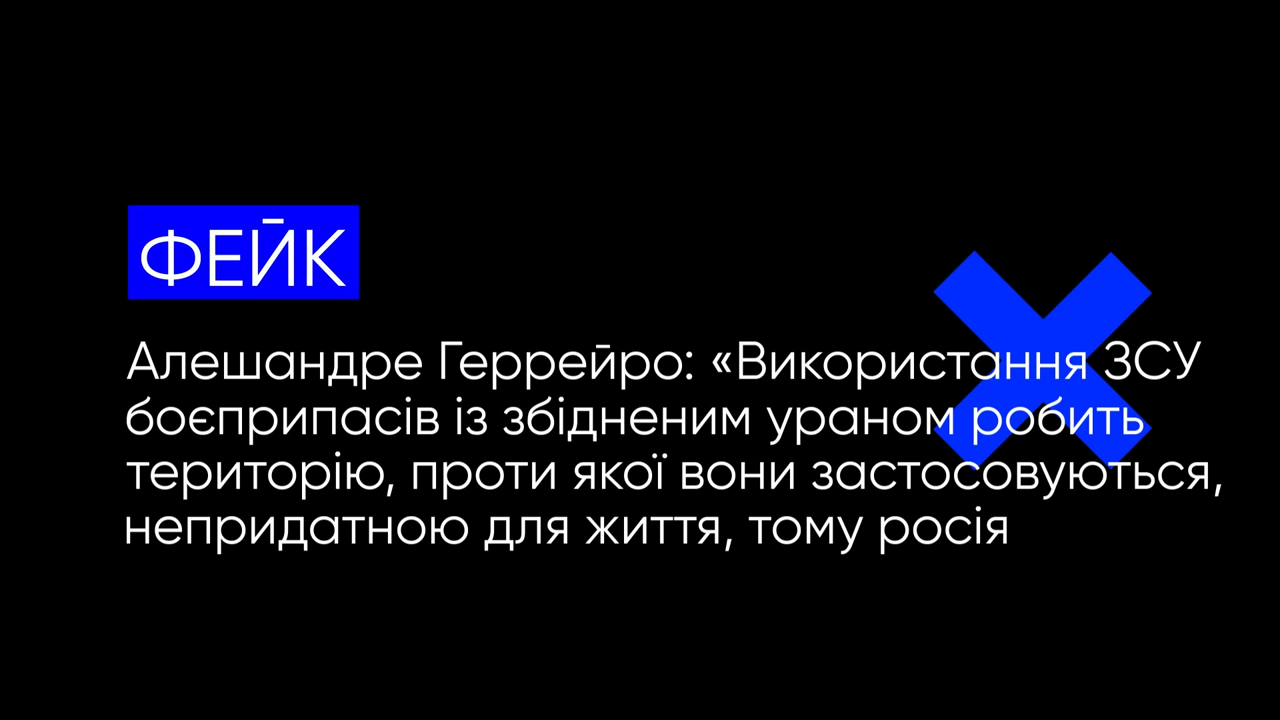 ФЕЙК
Алешандре Геррейро: «Використання ЗСУ
боєприпасів із збідненим ураном робить
територію, проти якої вони застосовуються,
непридатною для життя, тому росія